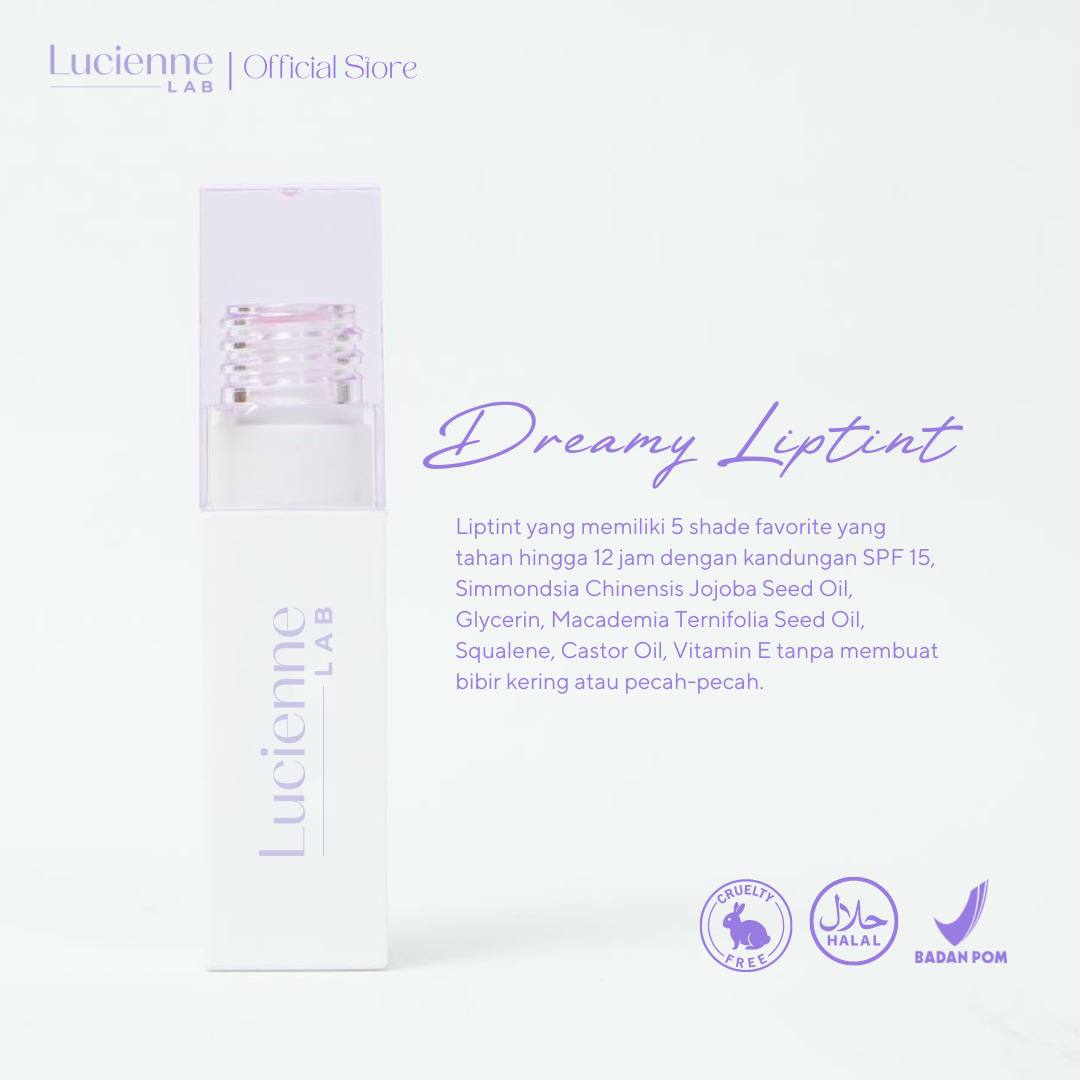 Lucienne LAB | Official Store
Dreamy Liptint
Liptint yang memiliki 5 shade favorite yang
tahan hingga 12 jam dengan kandungan SPF 15,
Simmondsia Chinensis Jojoba Seed Oil,
Glycerin, Macademia Ternifolia Seed Oil,
Squalene, Castor Oil, Vitamin E tanpa membuat
bibir kering atau pecah-pecah.
Lucienne
LAB
CRUELTY
FREE
حلال
HALAL
BADAN POM